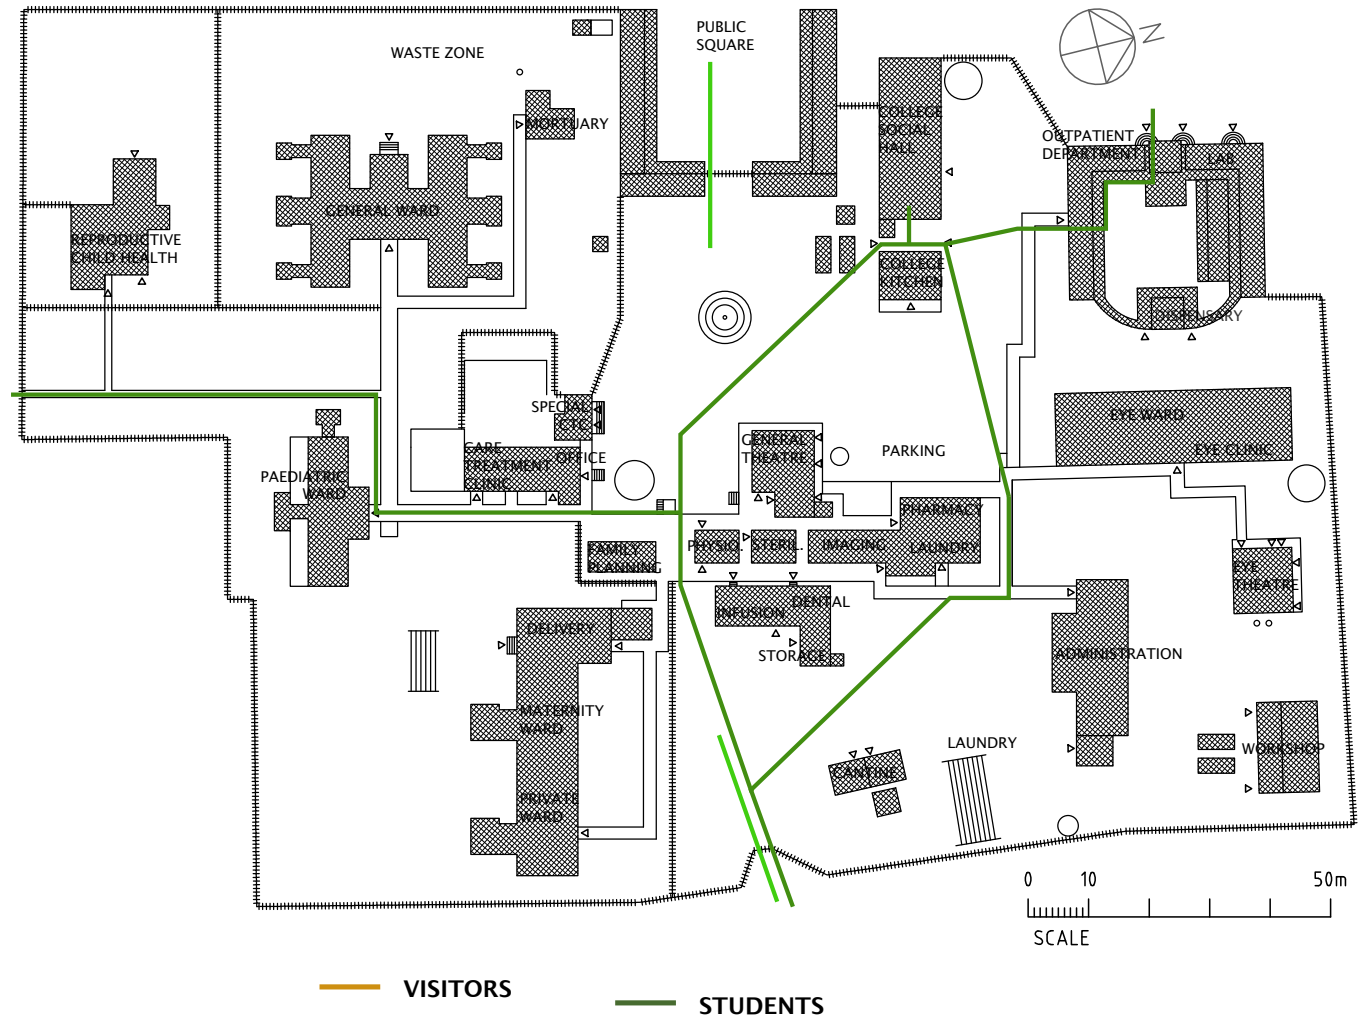 PUBLIC
SQUARE
WASTE ZONE
N
MORTUARY
COLLEGE
SOCIAL
HALL
OUTPATIENT
DEPARTMENT
LAB
GENERAL WARD
REPRODUCTIVE
CHILD HEALTH
COLLEGE
KITCHEN
DISPENSARY
SPECIAL
CTC
EYE WARD
GENERAL
THEATRE
CARE
TREATMENT
CLINIC
OFFICE
PARKING
EYE CLINIC
PAEDIATRIC
WARD
PHARMACY
FAMILY
PLANNING
PHYSIO.
STERIL.
IMAGING
LAUNDRY
EYE
THEATRE
DENTAL
INFUSION
DELIVERY
STORAGE
ADMINISTRATION
MATERNITY
WARD
LAUNDRY
WORKSHOP
CANTINE
PRIVATE
WARD
0 10 50m
SCALE
VISITORS
STUDENTS